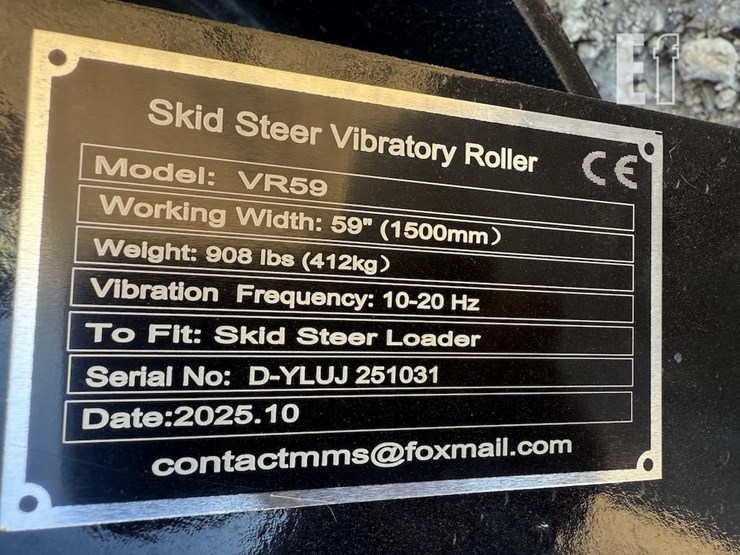 Ef
Skid Steer Vibratory Roller
CE
Model: VR59
Working Width: 59" (1500mm)
Weight: 908 lbs (412kg)
Vibration Frequency: 10-20 Hz
To Fit: Skid Steer Loader
Serial No: D-YLUJ 251031
Date:2025.10
contactmms@foxmail.com